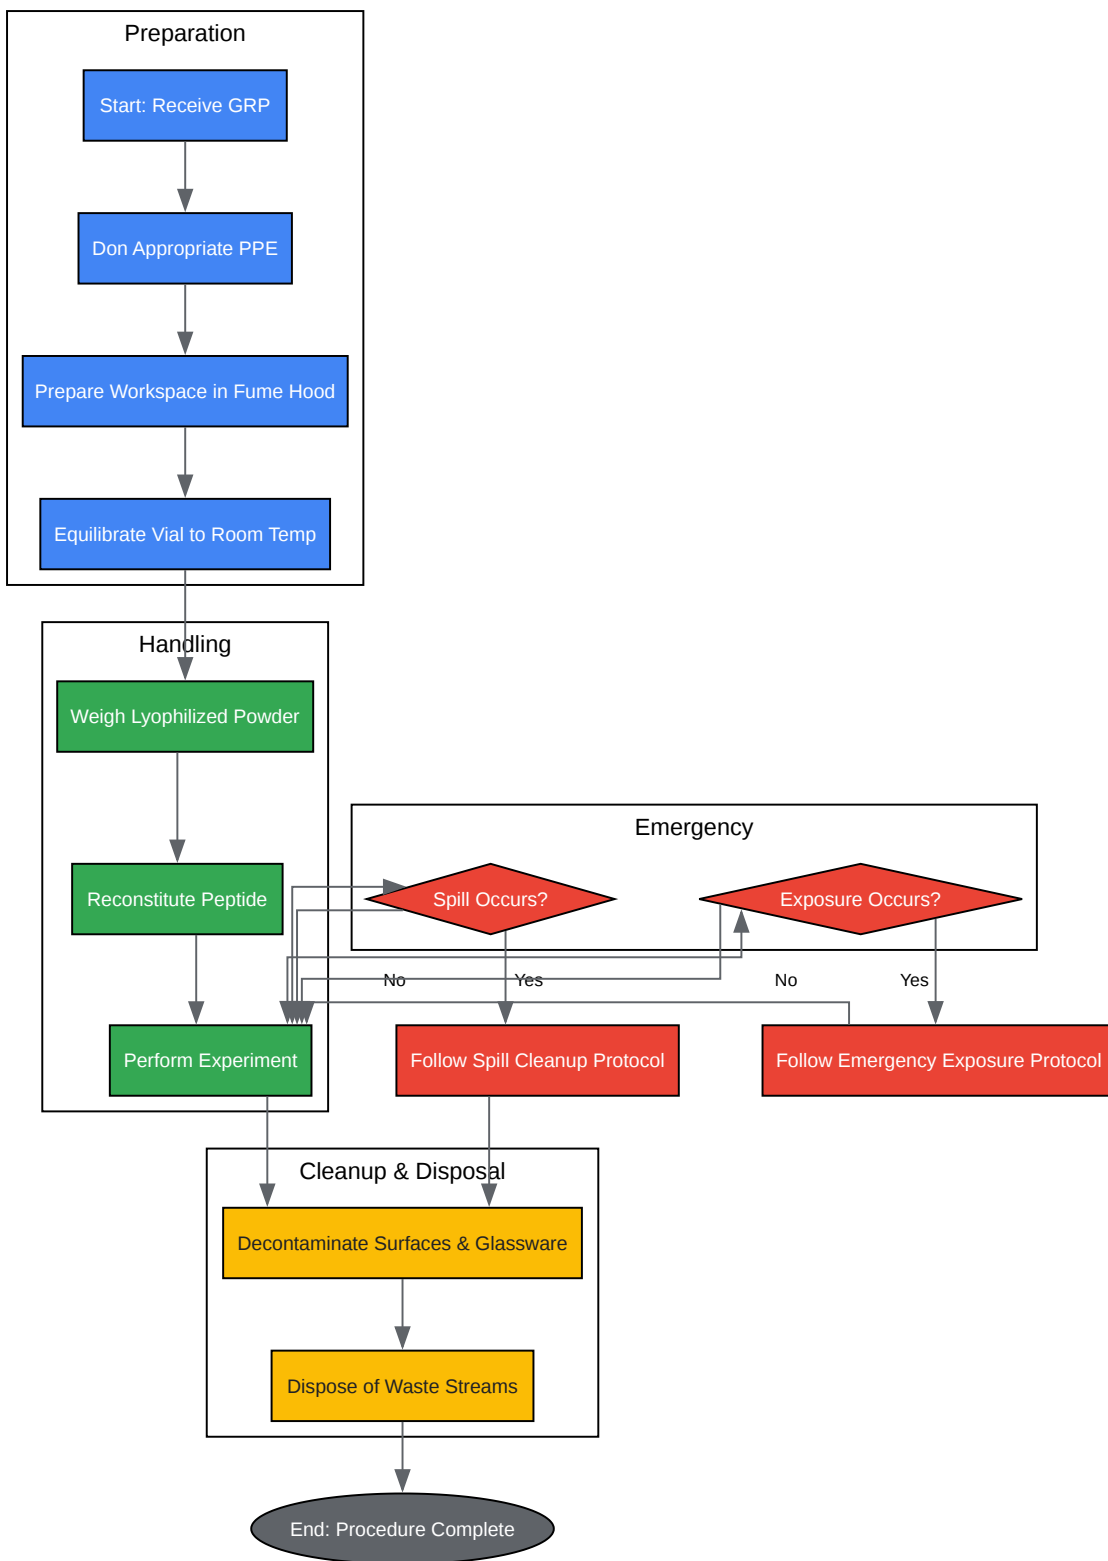 Preparation
Start: Receive GRP
Don Appropriate PPE
Prepare Workspace in Fume Hood
Equilibrate Vial to Room Temp
Handling
Weigh Lyophilized Powder
Reconstitute Peptide
Perform Experiment
Emergency
Spill Occurs?
Exposure Occurs?
No
Yes
No
Yes
Follow Spill Cleanup Protocol
Follow Emergency Exposure Protocol
Cleanup & Disposal
Decontaminate Surfaces & Glassware
Dispose of Waste Streams
End: Procedure Complete